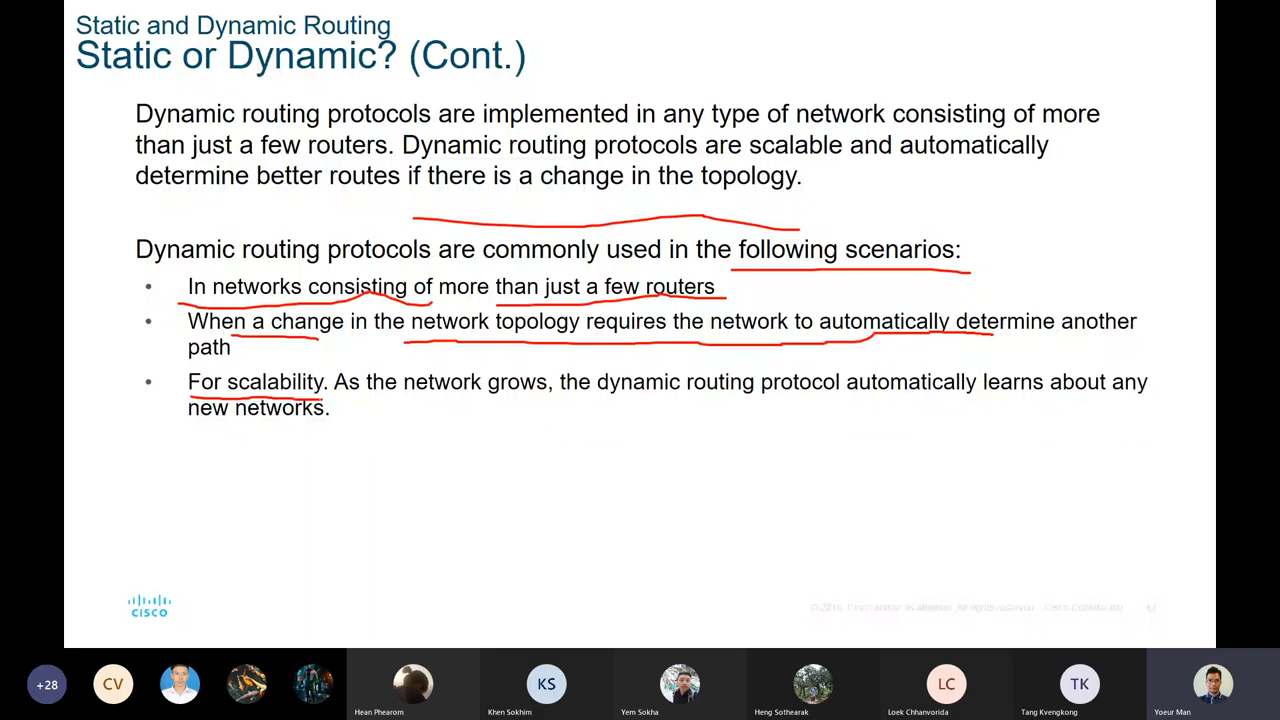 Static and Dynamic Routing
Static or Dynamic? (Cont.)
Dynamic routing protocols are implemented in any type of network consisting of more
than just a few routers. Dynamic routing protocols are scalable and automatically
determine better routes if there is a change in the topology.
Dynamic routing protocols are commonly used in the following scenarios:
• In networks consisting of more than just a few routers
• When a change in the network topology requires the network to automatically determine another
path
• For scalability. As the network grows, the dynamic routing protocol automatically learns about any
new networks.
CISCO
All rights reserved. Cisco Confidential
+28
CV
KS
LC
TK
Hean Phearom
Khen Sokhim
Yem Sokha
Heng Sothearak
Loek Chhanvorida
Tang Kvengkong
Yoeur Man